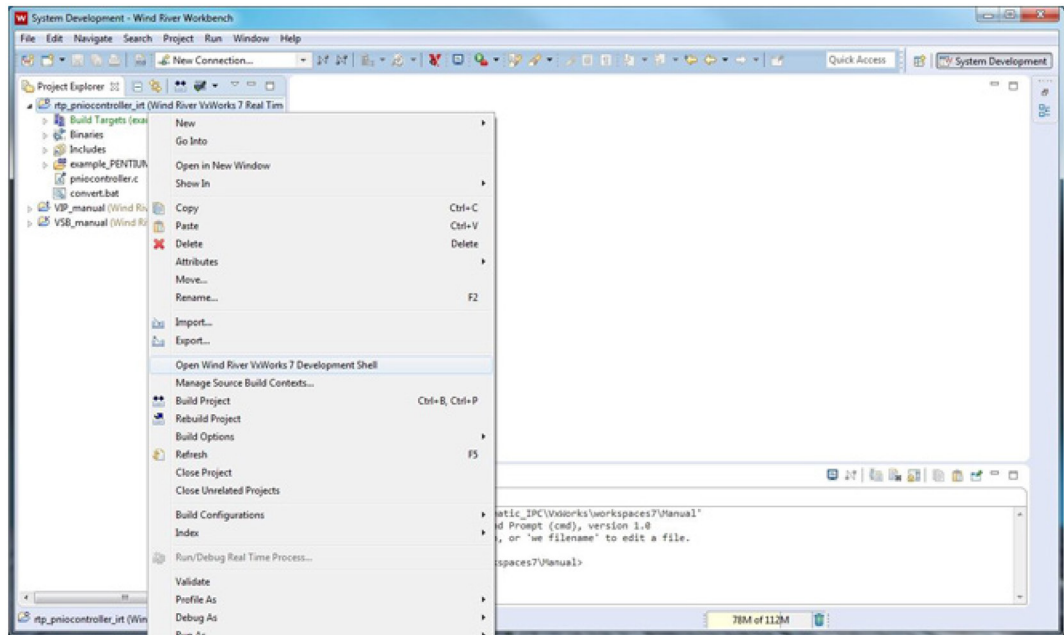 System Development - Wind River Workbench
File Edit Navigate Search Project Run Window Help
New Connection...
Quick Access
System Development
Project Explorer
rtp_pniocontroller_irt (Wind River VxWorks 7 Real Tim
Build Targets (exa
Binaries
Includes
example_PENTIUM
pniocontroller.c
convert.bat
VIP_manual (Wind Riv
VSB_manual (Wind Ri
New
Go Into
Open in New Window
Show In
Copy Ctrl+C
Paste Ctrl+V
Delete Delete
Attributes
Move...
Rename... F2
Import...
Export...
Open Wind River VxWorks 7 Development Shell
Manage Source Build Contexts...
Build Project Ctrl+B, Ctrl+P
Rebuild Project
Build Options
Refresh F5
Close Project
Close Unrelated Projects
Build Configurations
Index
Run/Debug Real Time Process...
Validate
Profile As
Debug As
Run As
matic_IPC\VxWorks\workspaces7\Manual'
d Prompt (cmd), version 1.0
, or 'we filename' to edit a file.
spaces7\Manual>
rtp_pniocontroller_irt (Win
78M of 112M